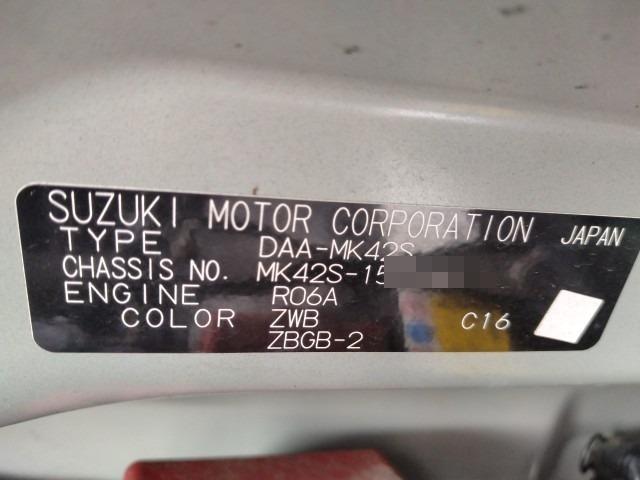 SUZUKI MOTOR CORPORATION JAPAN
TYPE DAA-MK42S
CHASSIS NO. MK42S-15
ENGINE R06A
COLOR ZWB C16
ZBGB-2